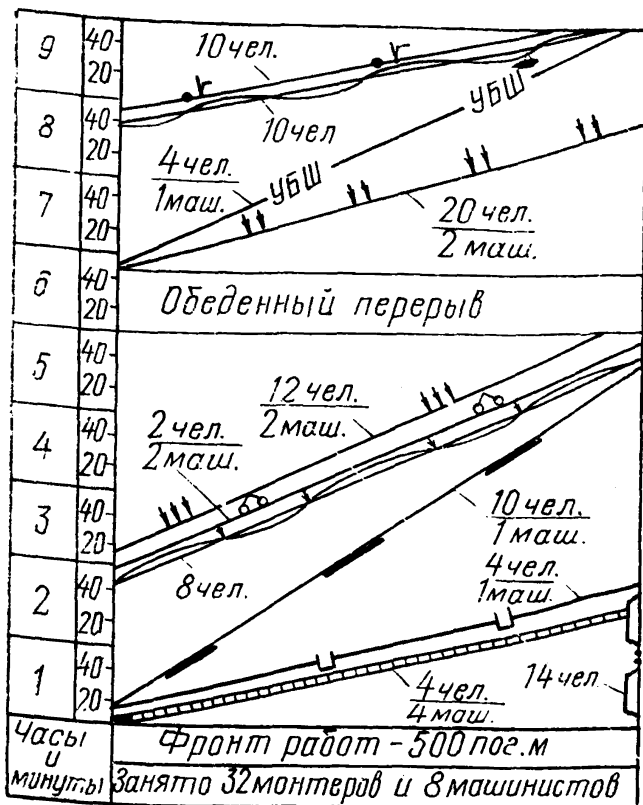 9
40
20
10 чел.
8
40
20
10 чел
УБШ
7
40
20
4 чел.
1 маш.
УБШ
20 чел.
2 маш.
6
40
20
Обеденный перерыв
5
40
20
12 чел.
2 маш.
4
40
20
2 чел.
2 маш.
3
40
20
10 чел.
1 маш.
2
40
20
8 чел.
4 чел.
1 маш.
1
40
20
4 чел.
4 маш.
14 чел.
Часы
и
минуты
Фронт работ - 500 пог.м
Занято 32 монтеров и 8 машинистов